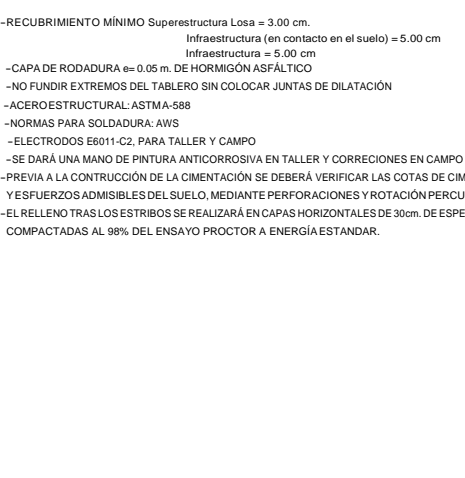 -RECUBRIMIENTO MÍNIMO Superestructura Losa = 3.00 cm.
Infraestructura (en contacto en el suelo) = 5.00 cm
Infraestructura = 5.00 cm
-CAPA DE RODADURA e= 0.05 m. DE HORMIGÓN ASFÁLTICO
-NO FUNDIR EXTREMOS DEL TABLERO SIN COLOCAR JUNTAS DE DILATACIÓN
-ACERO ESTRUCTURAL: ASTM A-588
-NORMAS PARA SOLDADURA: AWS
-ELECTRODOS E6011-C2, PARA TALLER Y CAMPO
-SE DARÁ UNA MANO DE PINTURA ANTICORROSIVA EN TALLER Y CORRECIONES EN CAMPO
-PREVIA A LA CONTRUCCIÓN DE LA CIMENTACIÓN SE DEBERÁ VERIFICAR LAS COTAS DE CIM
Y ESFUERZOS ADMISIBLES DEL SUELO, MEDIANTE PERFORACIONES Y ROTACIÓN PERCU
-EL RELLENO TRAS LOS ESTRIBOS SE REALIZARÁ EN CAPAS HORIZONTALES DE 30cm. DE ESPE
COMPACTADAS AL 98% DEL ENSAYO PROCTOR A ENERGÍA ESTANDAR.